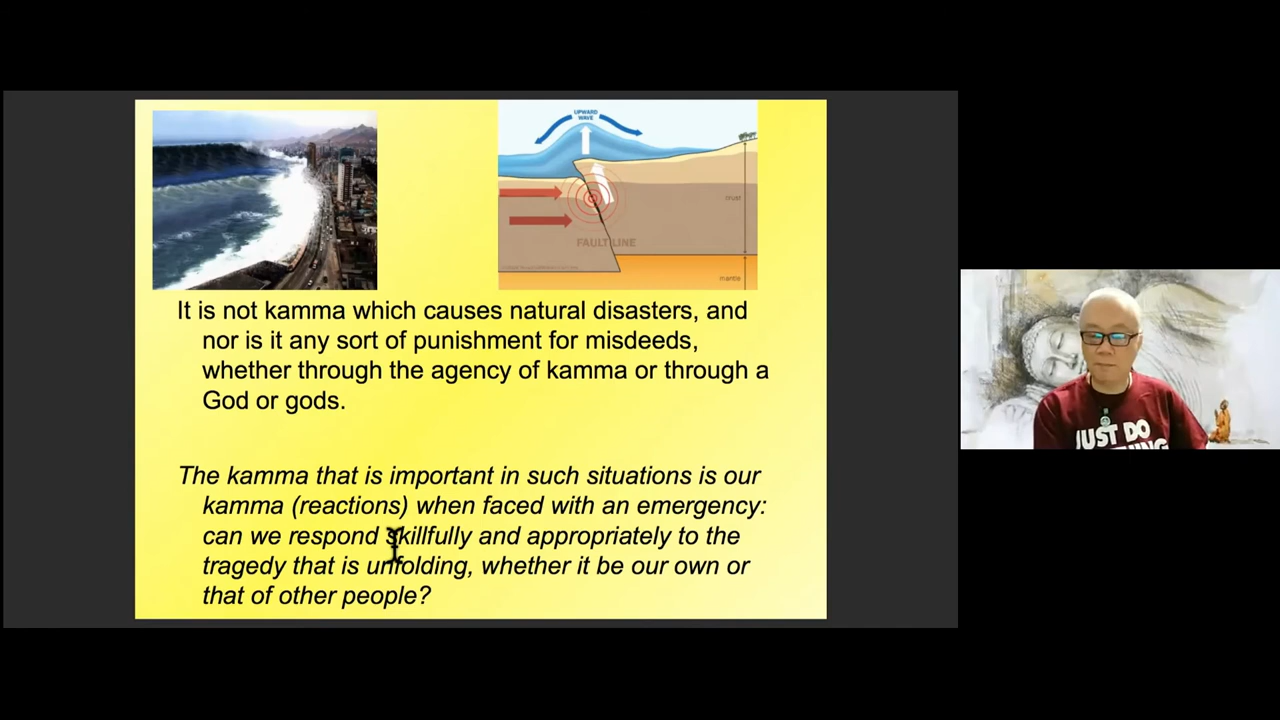 UPWARD
WAVE
crust
FAULT LINE
mantle
It is not kamma which causes natural disasters, and
nor is it any sort of punishment for misdeeds,
whether through the agency of kamma or through a
God or gods.
The kamma that is important in such situations is our
kamma (reactions) when faced with an emergency:
can we respond skillfully and appropriately to the
tragedy that is unfolding, whether it be our own or
that of other people?
JUST DO